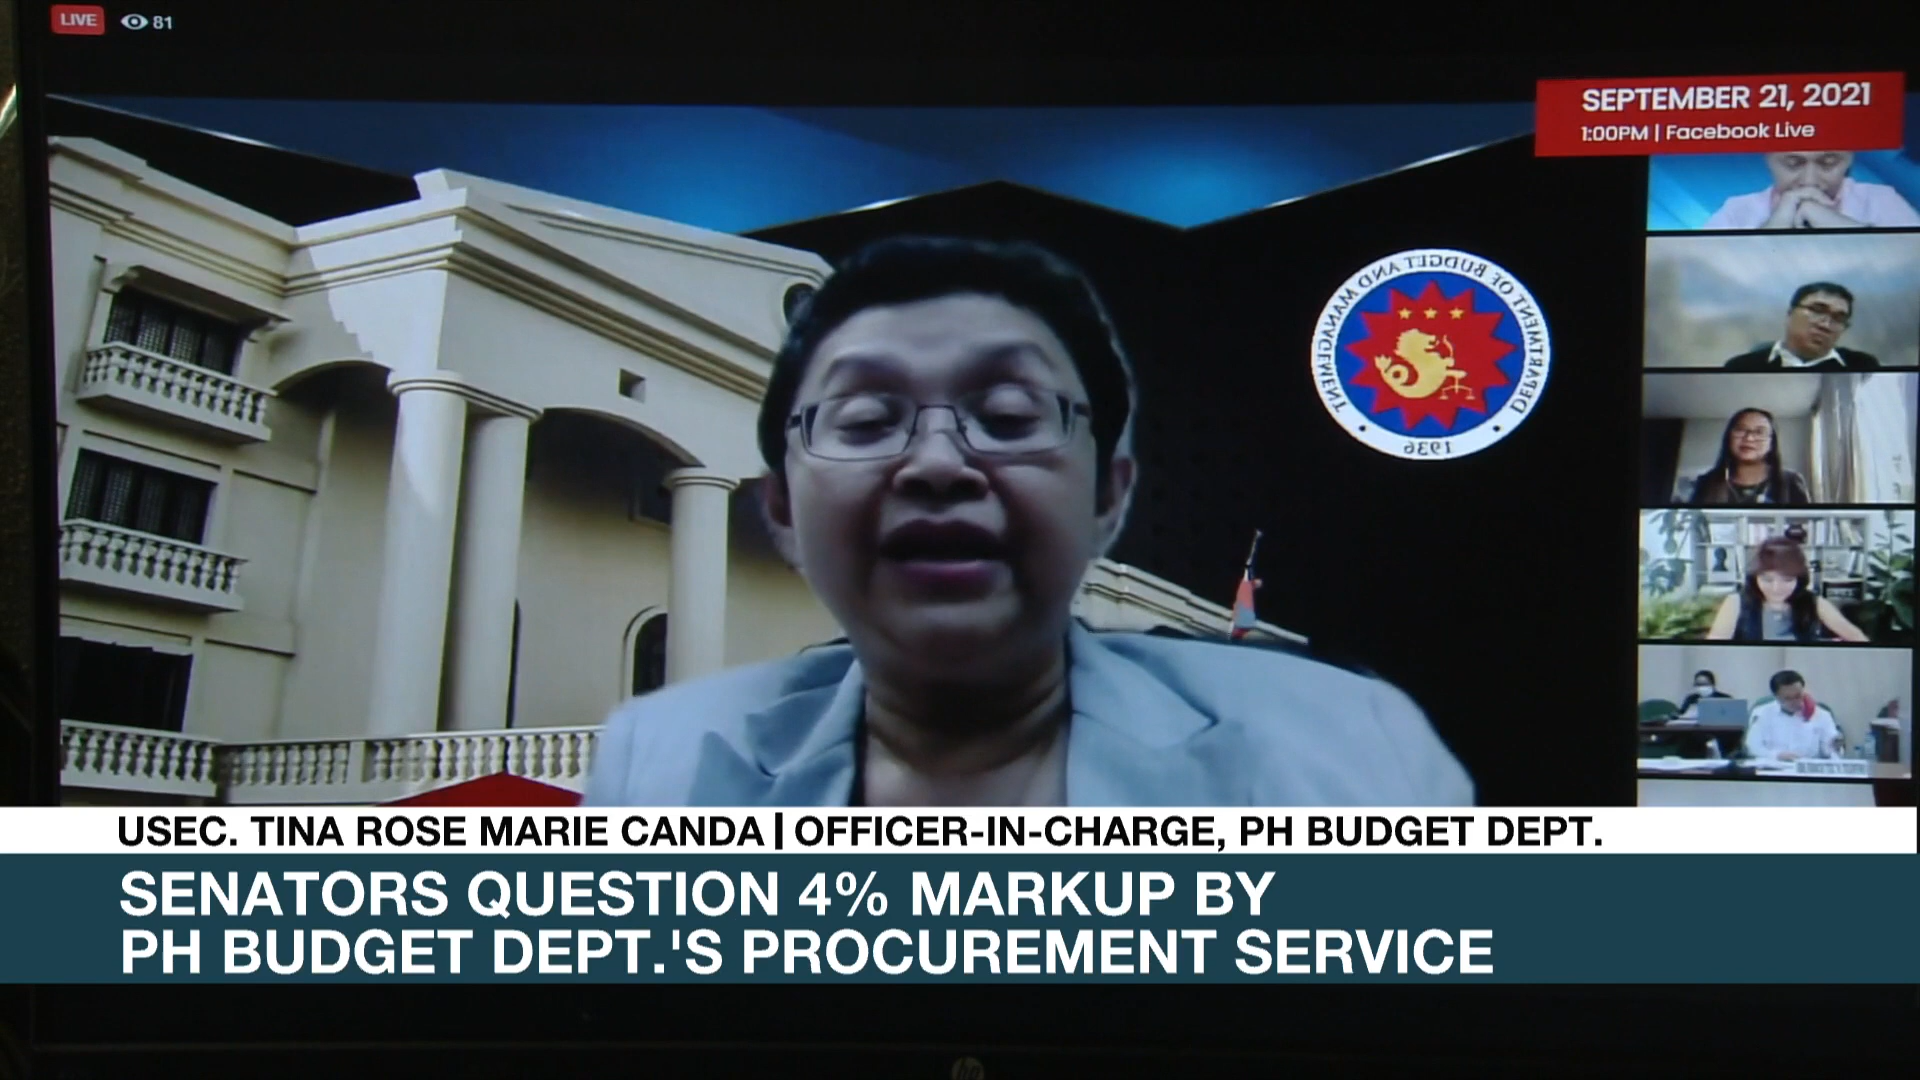 LIVE 81
SEPTEMBER 21, 2021
1:00PM | Facebook Live
DEPARTMENT OF BUDGET AND MANAGEMENT
1936
USEC. TINA ROSE MARIE CANDA | OFFICER-IN-CHARGE, PH BUDGET DEPT.
SENATORS QUESTION 4% MARKUP BY
PH BUDGET DEPT.'S PROCUREMENT SERVICE
hp